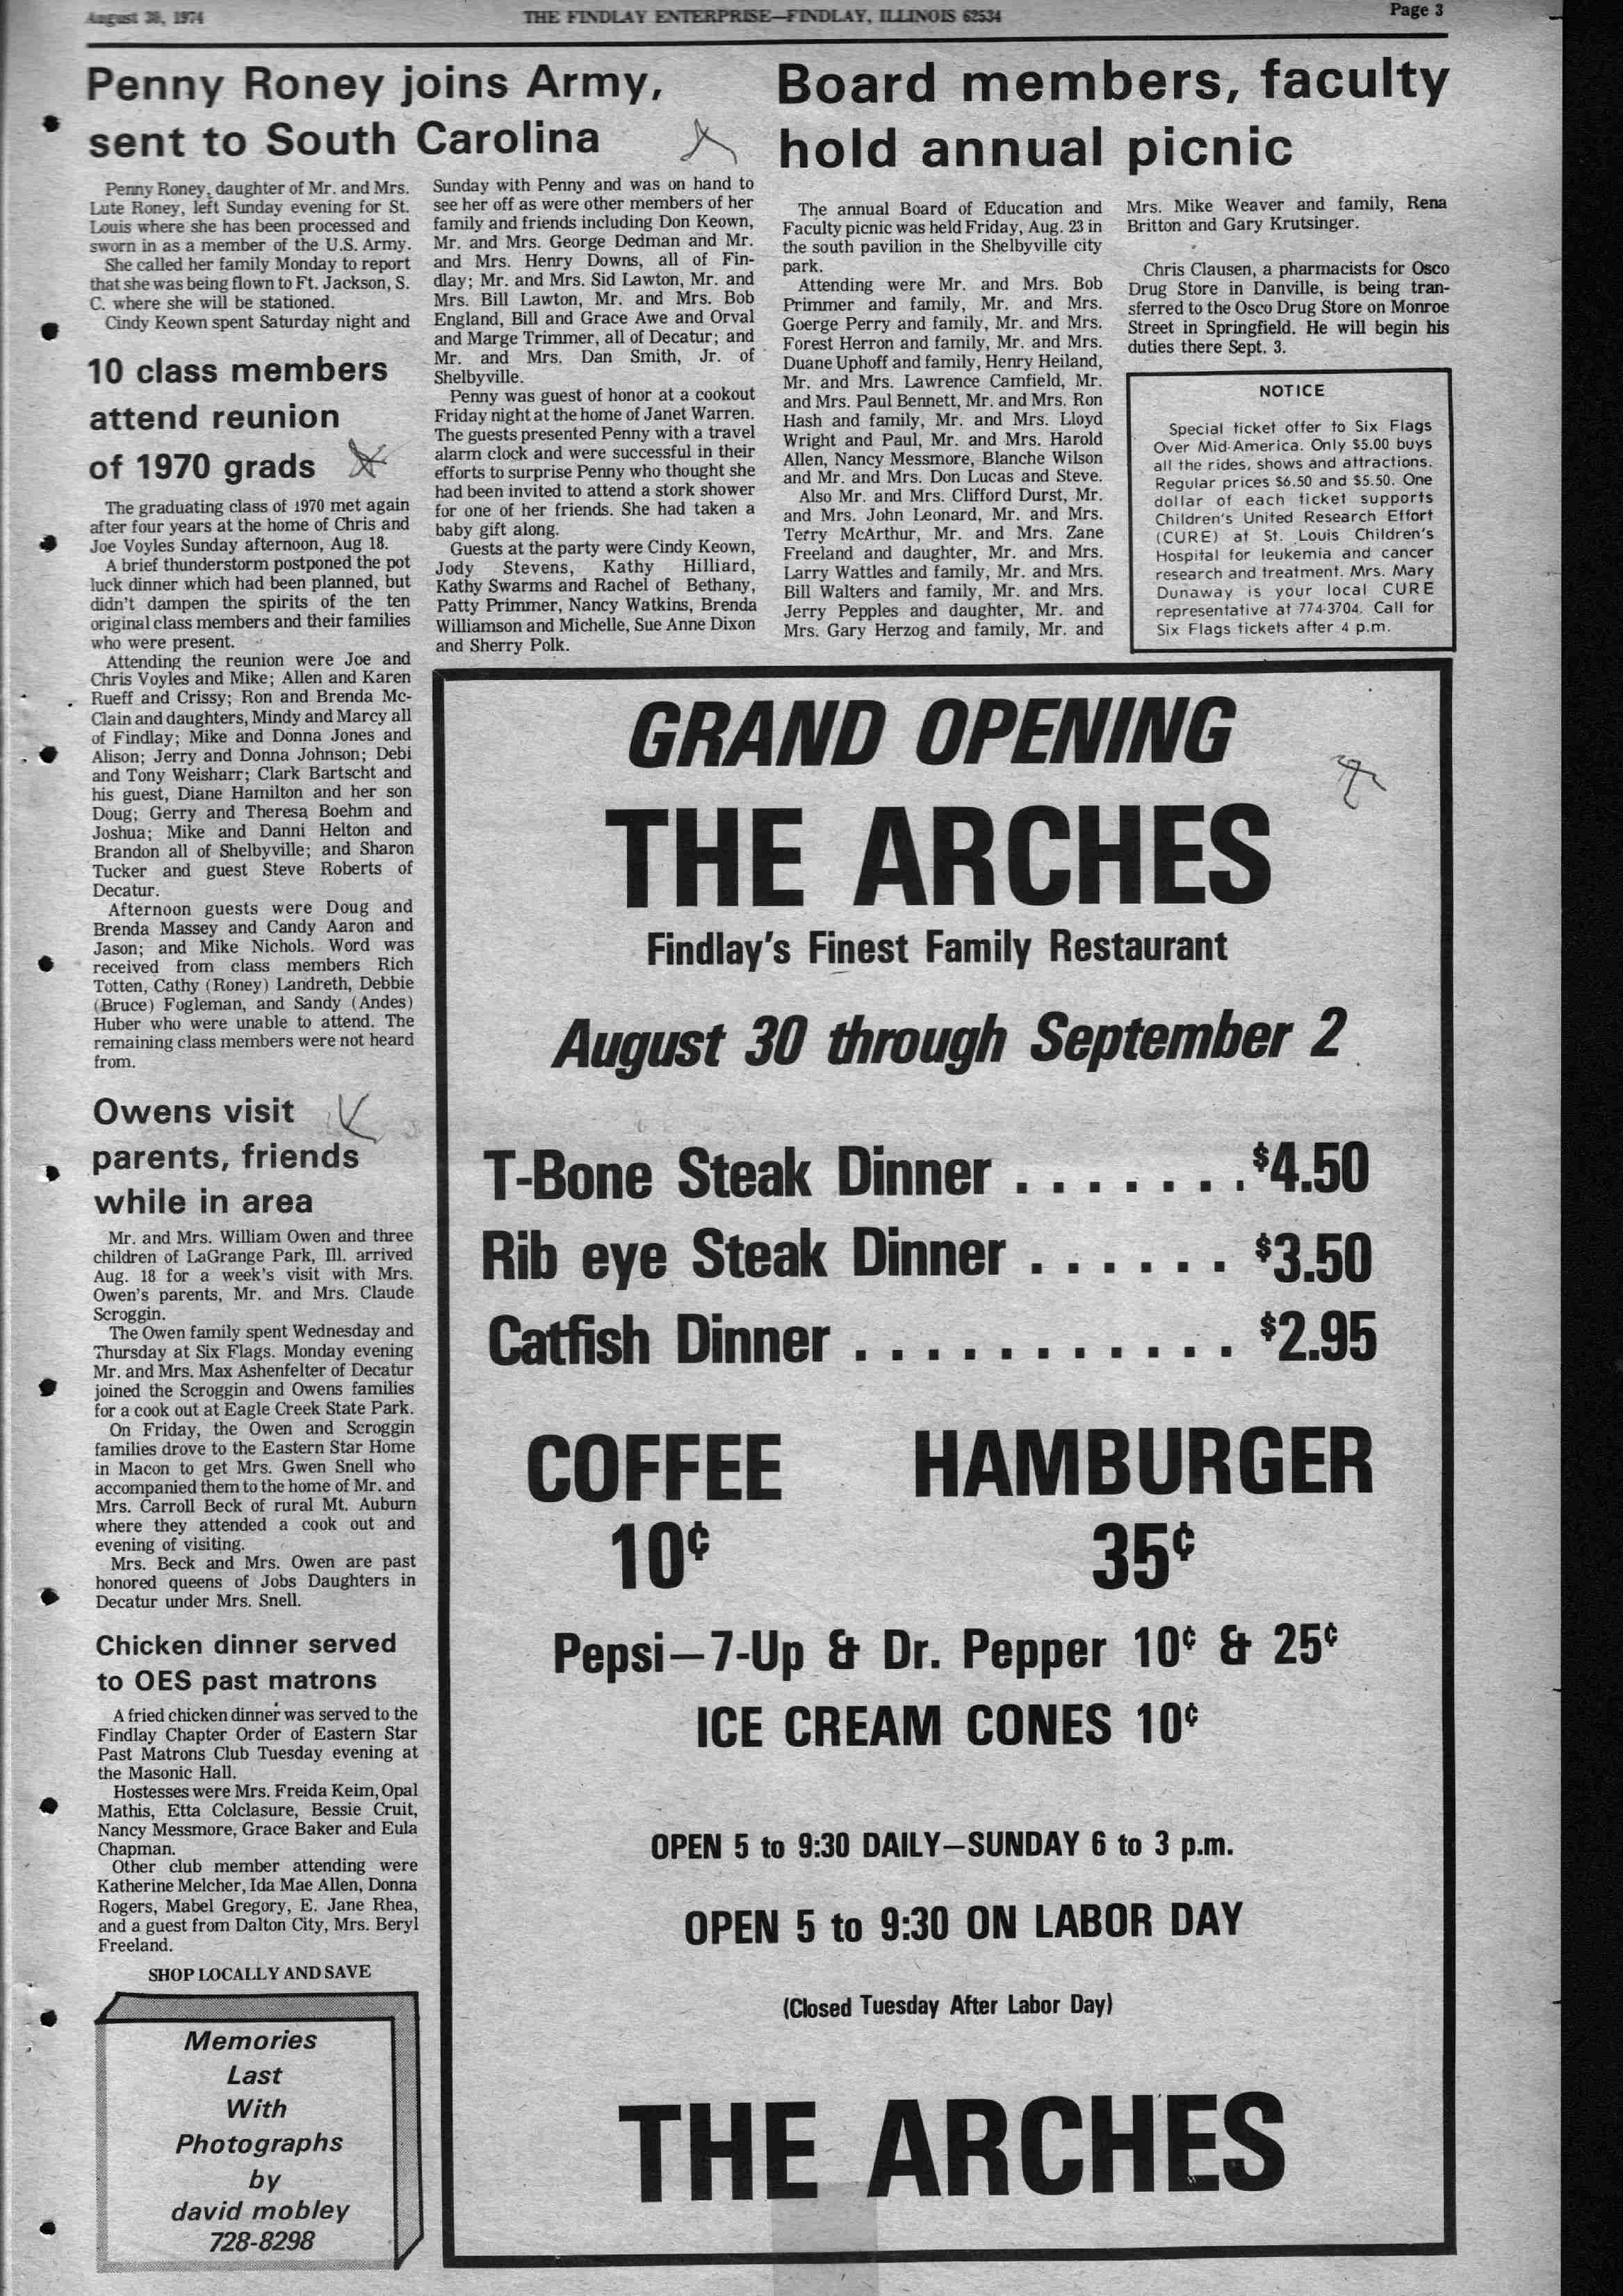 August 30, 1974
THE FINDLAY ENTERPRISE—FINDLAY, ILLINOIS 62534
Page 3
Penny Roney joins Army,
sent to South Carolina
Penny Roney, daughter of Mr. and Mrs.
Lute Roney, left Sunday evening for St.
Louis where she has been processed and
sworn in as a member of the U.S. Army.
She called her family Monday to report
that she was being flown to Ft. Jackson, S.
C. where she will be stationed.
Cindy Keown spent Saturday night and
Sunday with Penny and was on hand to
see her off as were other members of her
family and friends including Don Keown,
Mr. and Mrs. George Dedman and Mr.
and Mrs. Henry Downs, all of Fin-
dlay; Mr. and Mrs. Sid Lawton, Mr. and
Mrs. Bill Lawton, Mr. and Mrs. Bob
England, Bill and Grace Awe and Orval
and Marge Trimmer, all of Decatur; and
Mr. and Mrs. Dan Smith, Jr. of
Shelbyville.
Penny was guest of honor at a cookout
Friday night at the home of Janet Warren.
The guests presented Penny with a travel
alarm clock and were successful in their
efforts to surprise Penny who thought she
had been invited to attend a stork shower
for one of her friends. She had taken a
baby gift along.
Guests at the party were Cindy Keown,
Jody Stevens, Kathy Hilliard,
Kathy Swarms and Rachel of Bethany,
Patty Primmer, Nancy Watkins, Brenda
Williamson and Michelle, Sue Anne Dixon
and Sherry Polk.
Board members, faculty
hold annual picnic
The annual Board of Education and
Faculty picnic was held Friday, Aug. 23 in
the south pavilion in the Shelbyville city
park.
Attending were Mr. and Mrs. Bob
Primmer and family, Mr. and Mrs.
Goerge Perry and family, Mr. and Mrs.
Forest Herron and family, Mr. and Mrs.
Duane Uphoff and family, Henry Heiland,
Mr. and Mrs. Lawrence Camfield, Mr.
and Mrs. Paul Bennett, Mr. and Mrs. Ron
Hash and family, Mr. and Mrs. Lloyd
Wright and Paul, Mr. and Mrs. Harold
Allen, Nancy Messmore, Blanche Wilson
and Mr. and Mrs. Don Lucas and Steve.
Also Mr. and Mrs. Clifford Durst, Mr.
and Mrs. John Leonard, Mr. and Mrs.
Terry McArthur, Mr. and Mrs. Zane
Freeland and daughter, Mr. and Mrs.
Larry Wattles and family, Mr. and Mrs.
Bill Walters and family, Mr. and Mrs.
Jerry Pepples and daughter, Mr. and
Mrs. Gary Herzog and family, Mr. and
Mrs. Mike Weaver and family, Rena
Britton and Gary Krutsinger.
Chris Clausen, a pharmacists for Osco
Drug Store in Danville, is being tran-
sferred to the Osco Drug Store on Monroe
Street in Springfield. He will begin his
duties there Sept. 3.
NOTICE
Special ticket offer to Six Flags
Over Mid-America. Only $5.00 buys
all the rides, shows and attractions.
Regular prices $6.50 and $5.50. One
dollar of each ticket supports
Children's United Research Effort
(CURE) at St. Louis Children's
Hospital for leukemia and cancer
research and treatment. Mrs. Mary
Dunaway is your local CURE
representative at 774-3704. Call for
Six Flags tickets after 4 p.m.
10 class members
attend reunion
of 1970 grads
The graduating class of 1970 met again
after four years at the home of Chris and
Joe Voyles Sunday afternoon, Aug 18.
A brief thunderstorm postponed the pot
luck dinner which had been planned, but
didn't dampen the spirits of the ten
original class members and their families
who were present.
Attending the reunion were Joe and
Chris Voyles and Mike; Allen and Karen
Rueff and Crissy; Ron and Brenda Mc-
Clain and daughters, Mindy and Marcy all
of Findlay; Mike and Donna Jones and
Alison; Jerry and Donna Johnson; Debi
and Tony Weisharr; Clark Bartscht and
his guest, Diane Hamilton and her son
Doug; Gerry and Theresa Boehm and
Joshua; Mike and Danni Helton and
Brandon all of Shelbyville; and Sharon
Tucker and guest Steve Roberts of
Decatur.
Afternoon guests were Doug and
Brenda Massey and Candy Aaron and
Jason; and Mike Nichols. Word was
received from class members Rich
Totten, Cathy (Roney) Landreth, Debbie
(Bruce) Fogleman, and Sandy (Andes)
Huber who were unable to attend. The
remaining class members were not heard
from.
Owens visit
parents, friends
while in area
Mr. and Mrs. William Owen and three
children of LaGrange Park, Ill. arrived
Aug. 18 for a week's visit with Mrs.
Owen's parents, Mr. and Mrs. Claude
Scroggin.
The Owen family spent Wednesday and
Thursday at Six Flags. Monday evening
Mr. and Mrs. Max Ashenfelter of Decatur
joined the Scroggin and Owens families
for a cook out at Eagle Creek State Park.
On Friday, the Owen and Scroggin
families drove to the Eastern Star Home
in Macon to get Mrs. Gwen Snell who
accompanied them to the home of Mr. and
Mrs. Carroll Beck of rural Mt. Auburn
where they attended a cook out and
evening of visiting.
Mrs. Beck and Mrs. Owen are past
honored queens of Jobs Daughters in
Decatur under Mrs. Snell.
Chicken dinner served
to OES past matrons
A fried chicken dinner was served to the
Findlay Chapter Order of Eastern Star
Past Matrons Club Tuesday evening at
the Masonic Hall.
Hostesses were Mrs. Freida Keim, Opal
Mathis, Etta Colclasure, Bessie Cruit,
Nancy Messmore, Grace Baker and Eula
Chapman.
Other club member attending were
Katherine Melcher, Ida Mae Allen, Donna
Rogers, Mabel Gregory, E. Jane Rhea,
and a guest from Dalton City, Mrs. Beryl
Freeland.
SHOP LOCALLY AND SAVE
Memories
Last
With
Photographs
by
david mobley
728-8298
GRAND OPENING
THE ARCHES
Findlay's Finest Family Restaurant
August 30 through September 2
T-Bone Steak Dinner . . . . . . . $4.50
Rib eye Steak Dinner . . . . . . $3.50
Catfish Dinner . . . . . . . . . . . $2.95
COFFEE HAMBURGER
10¢ 35¢
Pepsi—7-Up & Dr. Pepper 10¢ & 25¢
ICE CREAM CONES 10¢
OPEN 5 to 9:30 DAILY—SUNDAY 6 to 3 p.m.
OPEN 5 to 9:30 ON LABOR DAY
(Closed Tuesday After Labor Day)
THE ARCHES